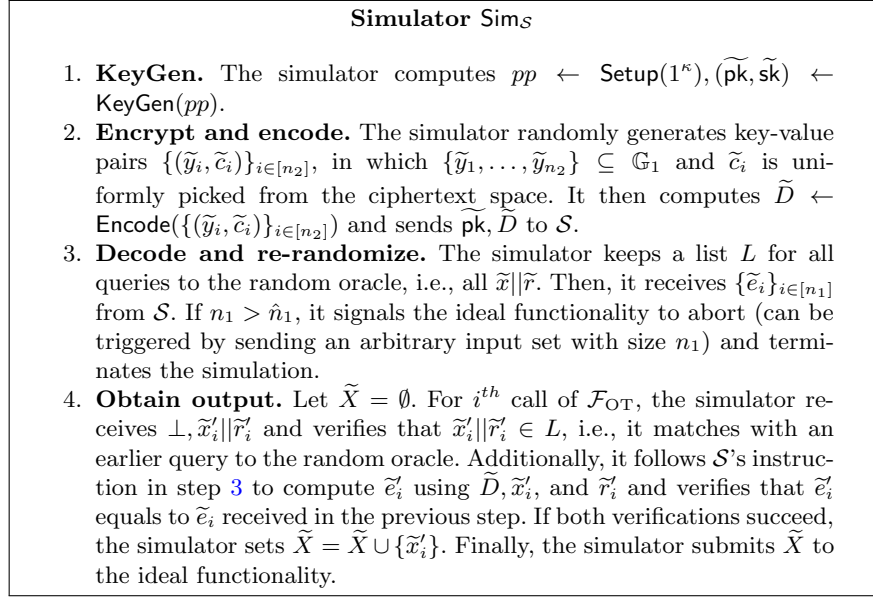 Simulator Sim_𝒮
1. KeyGen. The simulator computes pp ← Setup(1^κ), (p͠k, s͠k) ←
KeyGen(pp).
2. Encrypt and encode. The simulator randomly generates key-value
pairs {(ỹ_i, c̃_i)}_{i∈[n_2]}, in which {ỹ_1, . . . , ỹ_{n_2}} ⊆ 𝔾_1 and c̃_i is uni-
formly picked from the ciphertext space. It then computes D̃ ←
Encode({(ỹ_i, c̃_i)}_{i∈[n_2]}) and sends p͠k, D̃ to 𝒮.
3. Decode and re-randomize. The simulator keeps a list L for all
queries to the random oracle, i.e., all x̃||r̃. Then, it receives {ẽ_i}_{i∈[n_1]}
from 𝒮. If n_1 > n̂_1, it signals the ideal functionality to abort (can be
triggered by sending an arbitrary input set with size n_1) and termi-
nates the simulation.
4. Obtain output. Let X̃ = ∅. For i^{th} call of ℱ_{OT}, the simulator re-
ceives ⊥, x̃′_i||r̃′_i and verifies that x̃′_i||r̃′_i ∈ L, i.e., it matches with an
earlier query to the random oracle. Additionally, it follows 𝒮's instruc-
tion in step 3 to compute ẽ′_i using D̃, x̃′_i, and r̃′_i and verifies that ẽ′_i
equals to ẽ_i received in the previous step. If both verifications succeed,
the simulator sets X̃ = X̃ ∪ {x̃′_i}. Finally, the simulator submits X̃ to
the ideal functionality.